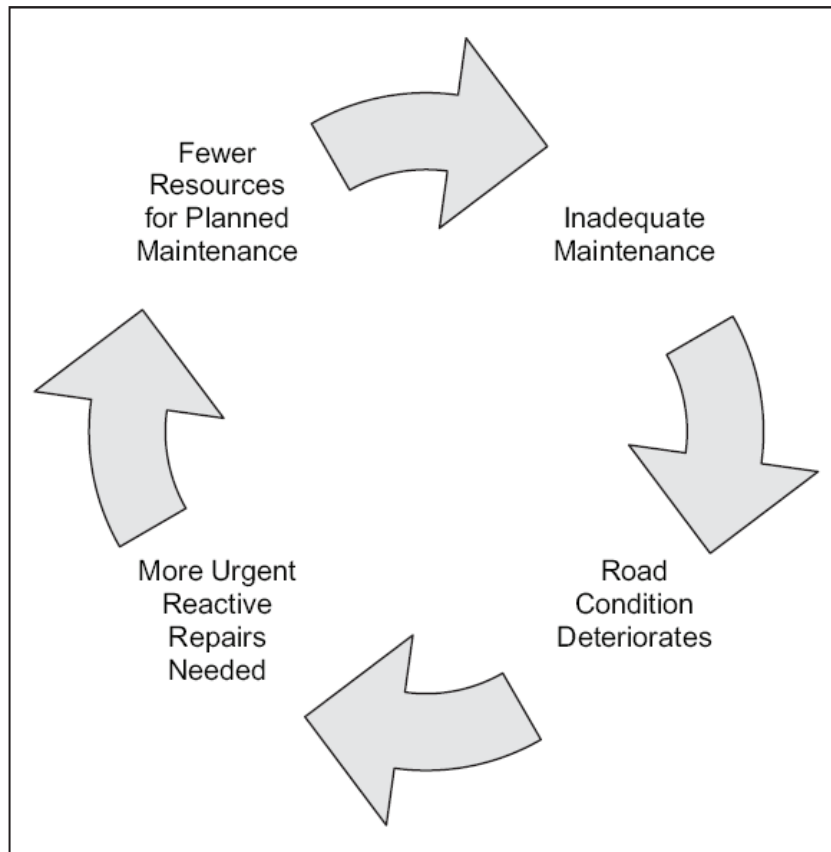 Fewer
Resources
for Planned
Maintenance
Inadequate
Maintenance
Road
Condition
Deteriorates
More Urgent
Reactive
Repairs
Needed